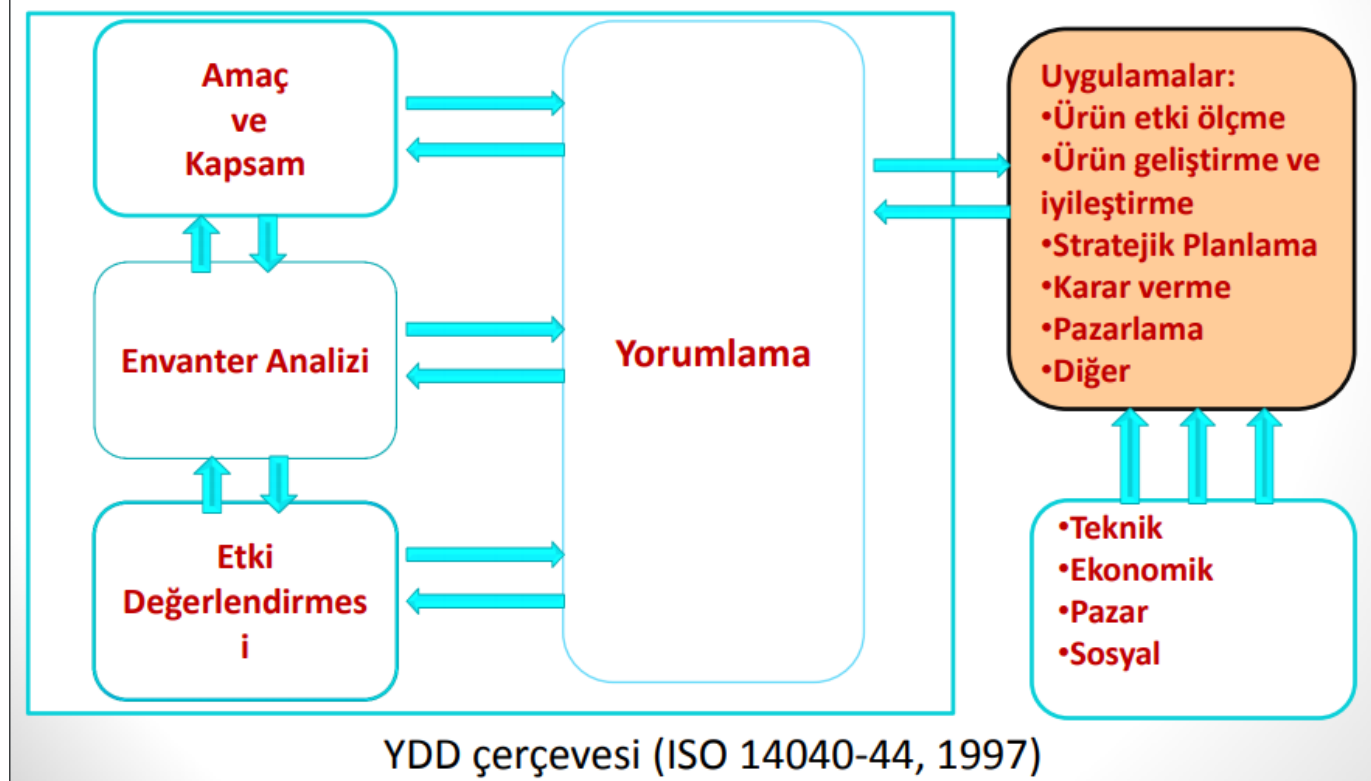 Amaç
ve
Kapsam
Envanter Analizi
Etki
Değerlendirmes
i
Yorumlama
Uygulamalar:
•Ürün etki ölçme
•Ürün geliştirme ve
iyileştirme
•Stratejik Planlama
•Karar verme
•Pazarlama
•Diğer
•Teknik
•Ekonomik
•Pazar
•Sosyal
YDD çerçevesi (ISO 14040-44, 1997)